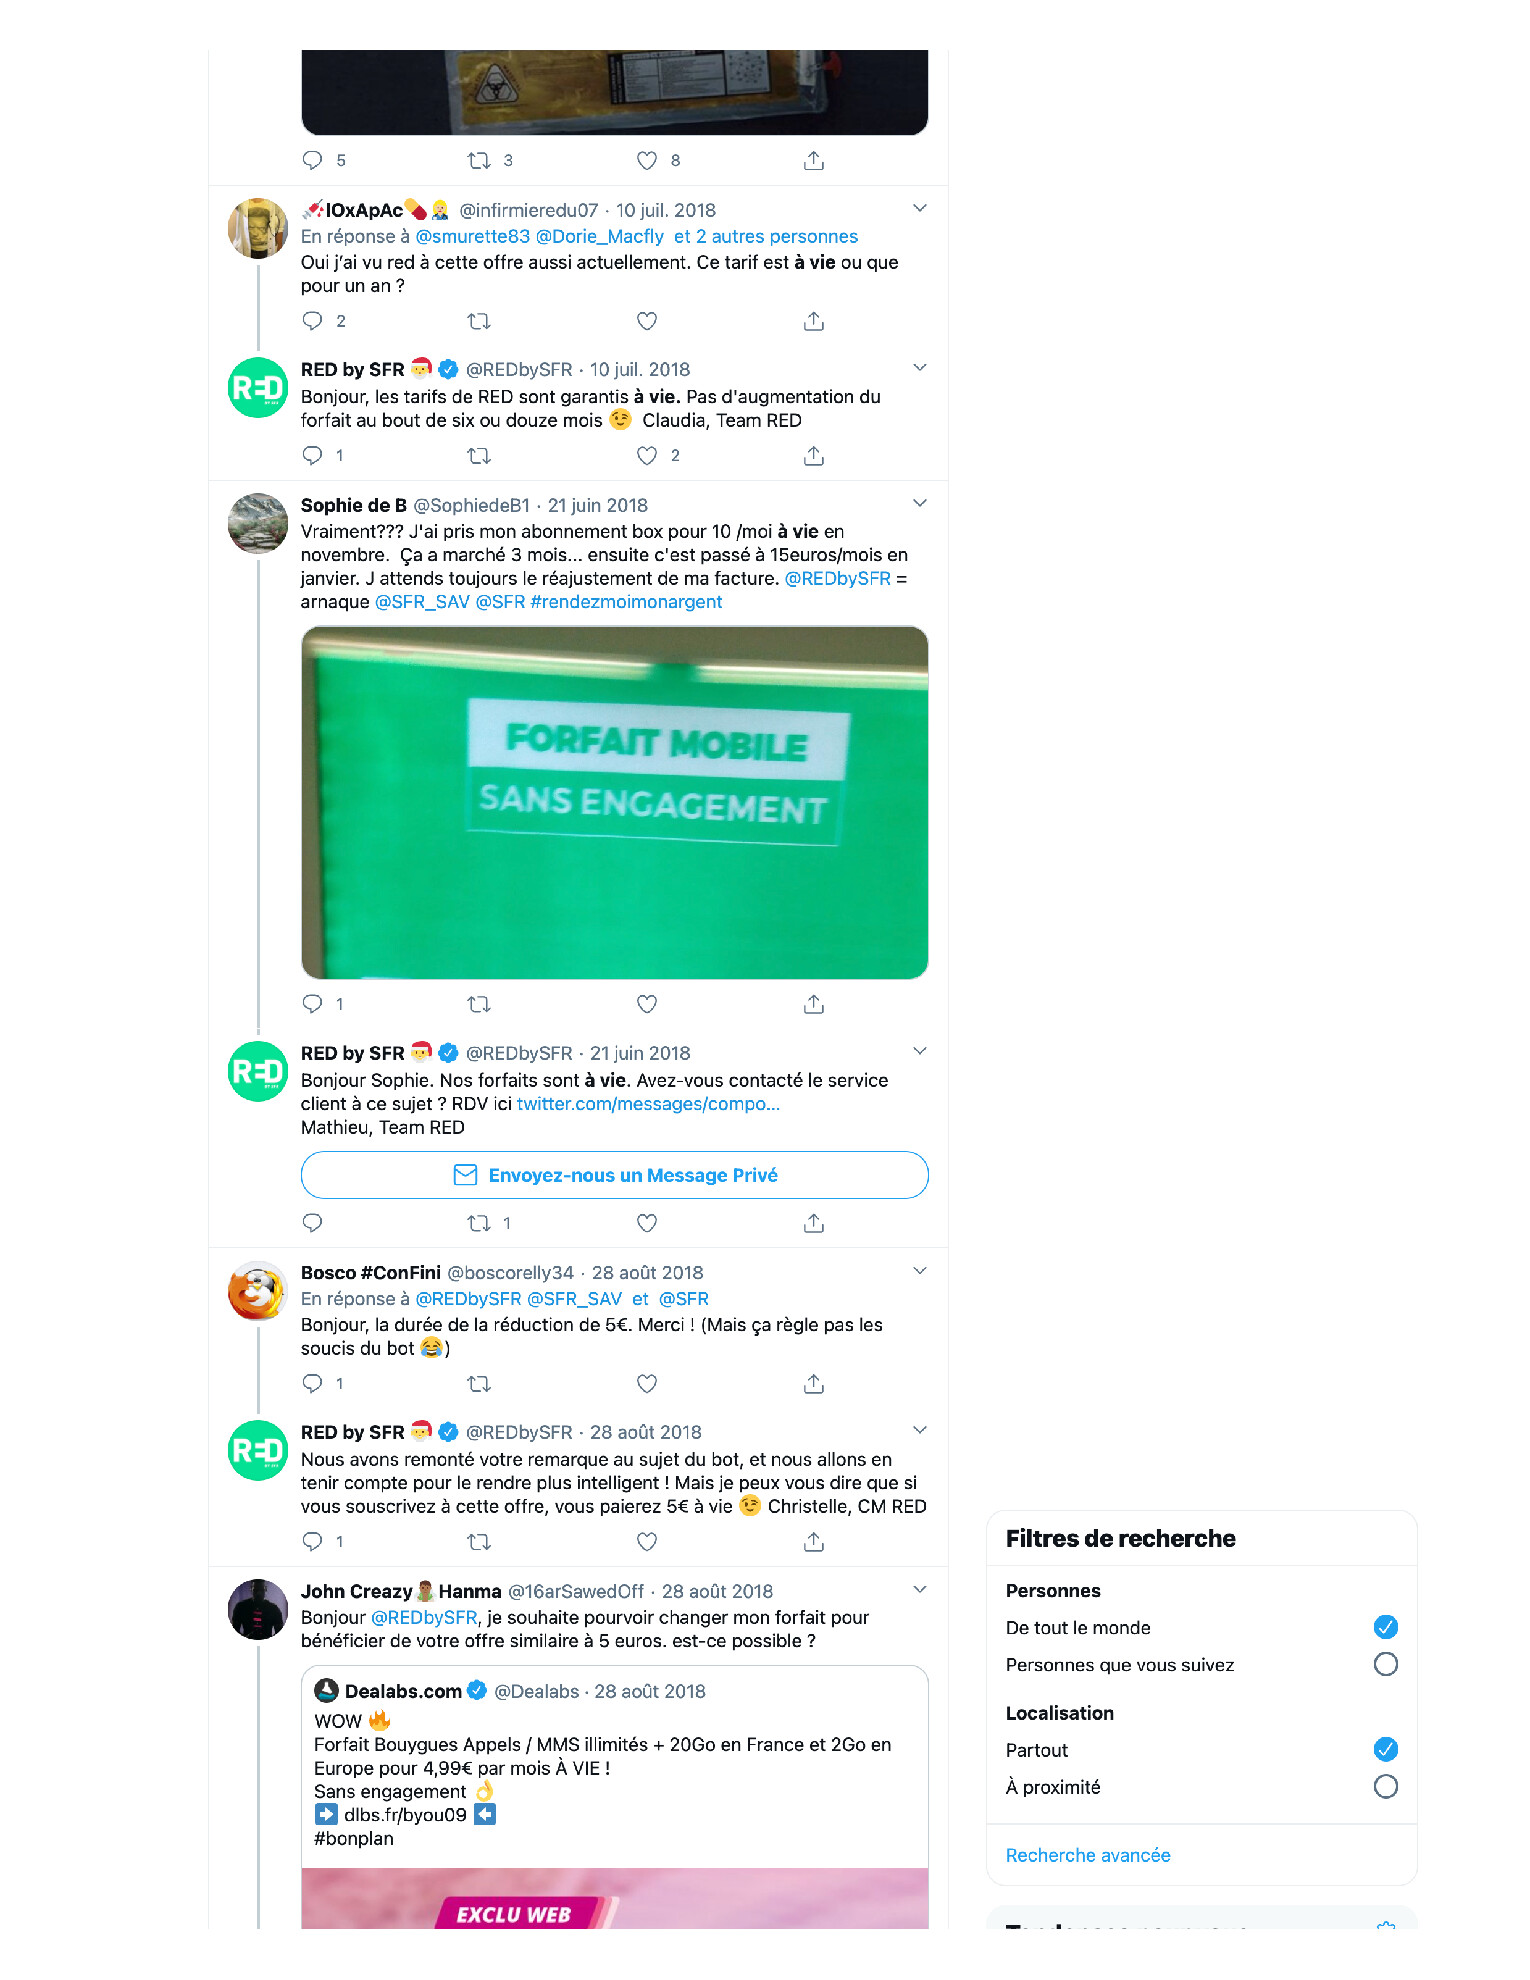 5 3 8
lOxApAc @infirmieredu07 · 10 juil. 2018
En réponse à @smurette83 @Dorie_Macfly et 2 autres personnes
Oui j’ai vu red à cette offre aussi actuellement. Ce tarif est à vie ou que
pour un an ?
2
RED
RED by SFR @REDbySFR · 10 juil. 2018
Bonjour, les tarifs de RED sont garantis à vie. Pas d'augmentation du
forfait au bout de six ou douze mois 😉 Claudia, Team RED
1 2
Sophie de B @SophiedeB1 · 21 juin 2018
Vraiment??? J'ai pris mon abonnement box pour 10 /moi à vie en
novembre. Ça a marché 3 mois... ensuite c'est passé à 15euros/mois en
janvier. J attends toujours le réajustement de ma facture. @REDbySFR =
arnaque @SFR_SAV @SFR #rendezmoimonargent
FORFAIT MOBILE
SANS ENGAGEMENT
1
RED
RED by SFR @REDbySFR · 21 juin 2018
Bonjour Sophie. Nos forfaits sont à vie. Avez-vous contacté le service
client à ce sujet ? RDV ici twitter.com/messages/compo...
Mathieu, Team RED
Envoyez-nous un Message Privé
1
Bosco #ConFini @boscorelly34 · 28 août 2018
En réponse à @REDbySFR @SFR_SAV et @SFR
Bonjour, la durée de la réduction de 5€. Merci ! (Mais ça règle pas les
soucis du bot 😂)
1
RED
RED by SFR @REDbySFR · 28 août 2018
Nous avons remonté votre remarque au sujet du bot, et nous allons en
tenir compte pour le rendre plus intelligent ! Mais je peux vous dire que si
vous souscrivez à cette offre, vous paierez 5€ à vie 😉 Christelle, CM RED
1
John Creazy Hanma @16arSawedOff · 28 août 2018
Bonjour @REDbySFR, je souhaite pourvoir changer mon forfait pour
bénéficier de votre offre similaire à 5 euros. est-ce possible ?
Dealabs.com @Dealabs · 28 août 2018
WOW 🔥
Forfait Bouygues Appels / MMS illimités + 20Go en France et 2Go en
Europe pour 4,99€ par mois À VIE !
Sans engagement 👌
➡️ dlbs.fr/byou09 ⬅️
#bonplan
EXCLU WEB
Filtres de recherche
Personnes
De tout le monde
Personnes que vous suivez
Localisation
Partout
À proximité
Recherche avancée